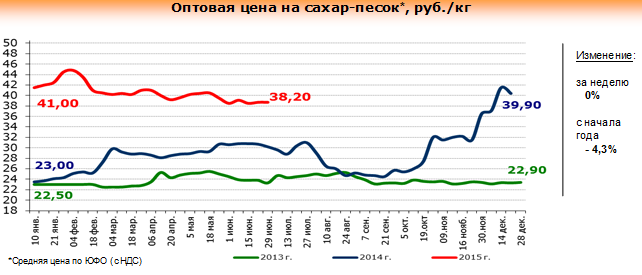 Оптовая цена на сахар-песок*, руб./кг
50
48
46
44
42
40
38
36
34
32
30
28
26
24
22
20
18
41,00
38,20
39,90
23,00
22,50
22,90
10 янв.
21 янв.
04 фев.
18 фев.
04 мар.
18 мар.
06 апр
20 апр.
04 май
18 май
1 июн.
15 июн.
29 июн.
13 июл.
27 июл.
10 авг.
24 авг.
7 сен.
21 сен.
5 окт
19.окт
09.ноя
16 нояб.
30.ноя
14 дек.
28 дек.
2013 г.
2014 г.
2015 г.
*Средняя цена по ЮФО (с НДС)
Изменение:
за неделю
0%
с начала
года
- 4,3%